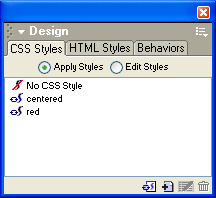 Design
CSS Styles HTML Styles Behaviors
Apply Styles Edit Styles
No CSS Style
centered
red